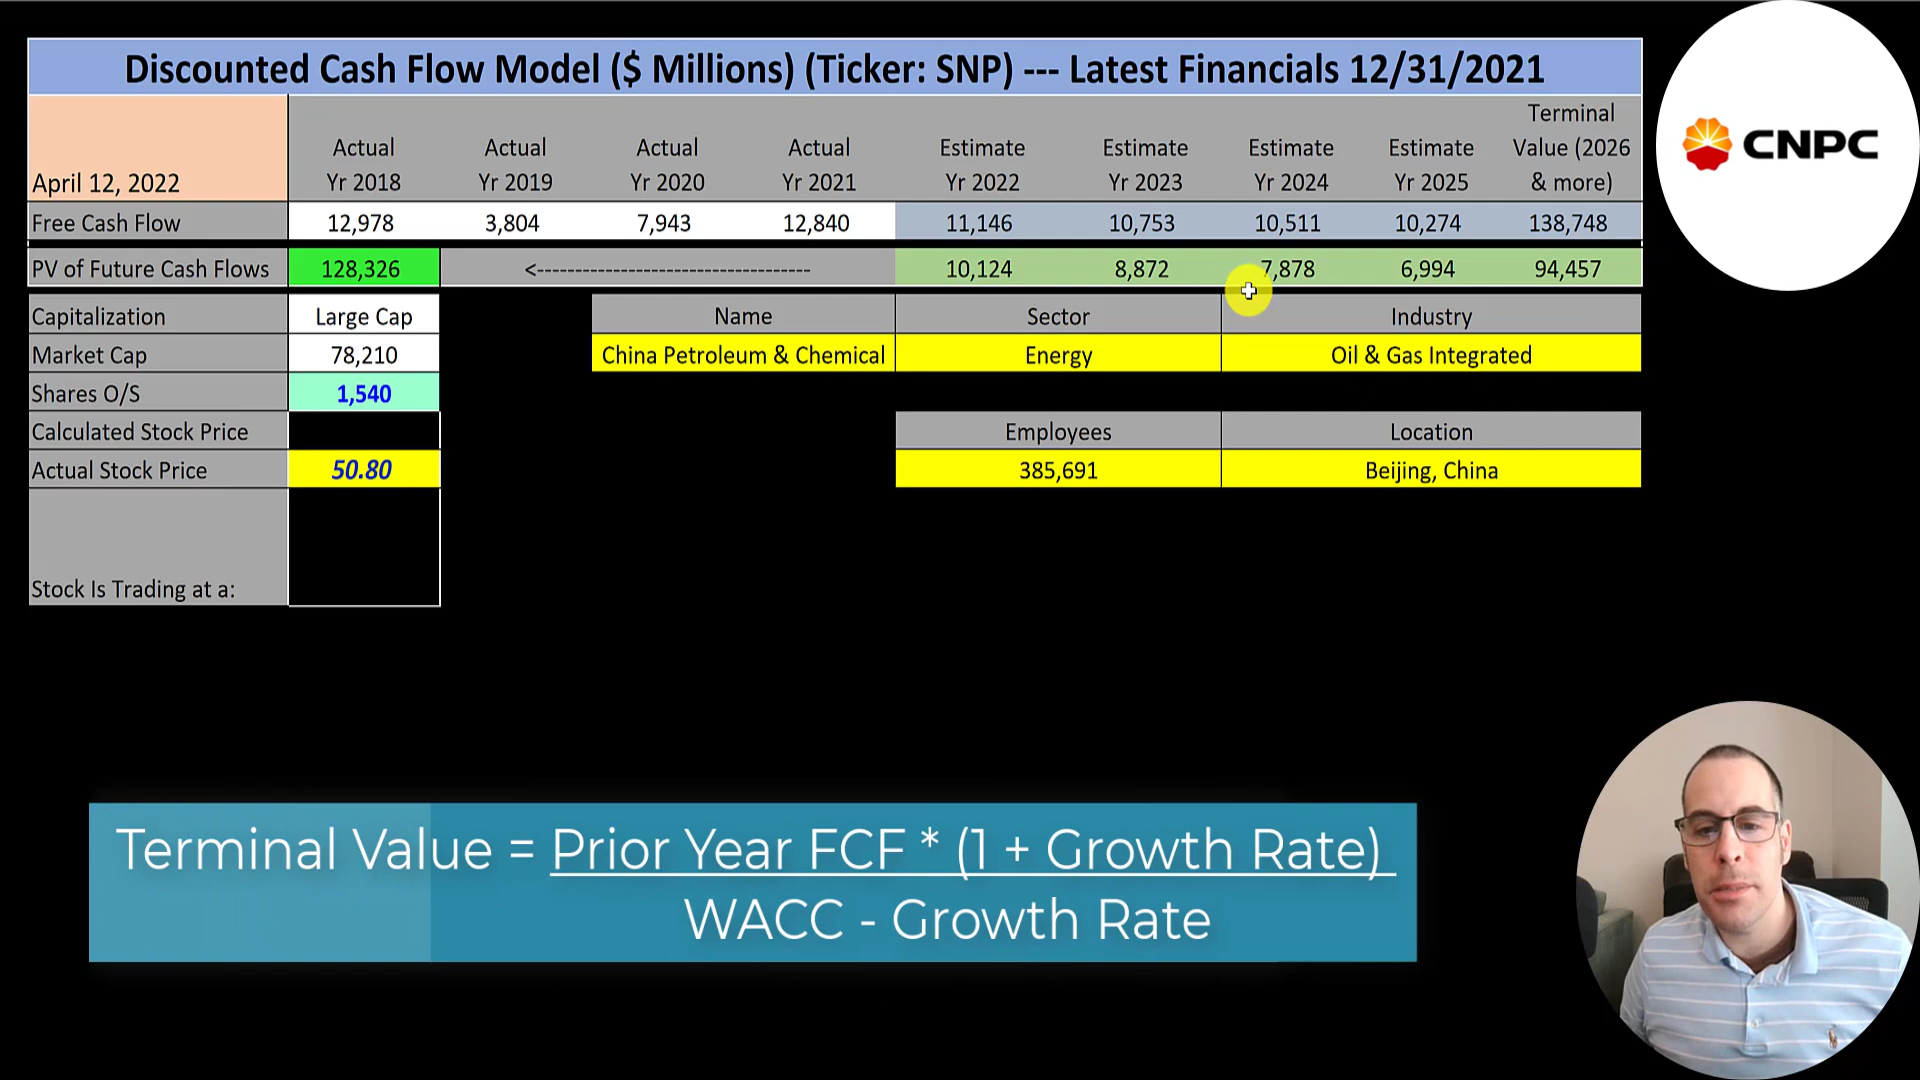 Discounted Cash Flow Model ($ Millions) (Ticker: SNP) --- Latest Financials 12/31/2021
CNPC
April 12, 2022 Actual Yr 2018 Actual Yr 2019 Actual Yr 2020 Actual Yr 2021 Estimate Yr 2022 Estimate Yr 2023 Estimate Yr 2024 Estimate Yr 2025 Terminal Value (2026 & more)
Free Cash Flow 12,978 3,804 7,943 12,840 11,146 10,753 10,511 10,274 138,748
PV of Future Cash Flows 128,326 <------------------------------------ 10,124 8,872 7,878 6,994 94,457
Capitalization Large Cap Name Sector Industry
Market Cap 78,210 China Petroleum & Chemical Energy Oil & Gas Integrated
Shares O/S 1,540
Calculated Stock Price Employees Location
Actual Stock Price 50.80 385,691 Beijing, China
Stock Is Trading at a:
Terminal Value = Prior Year FCF * (1 + Growth Rate)
WACC - Growth Rate